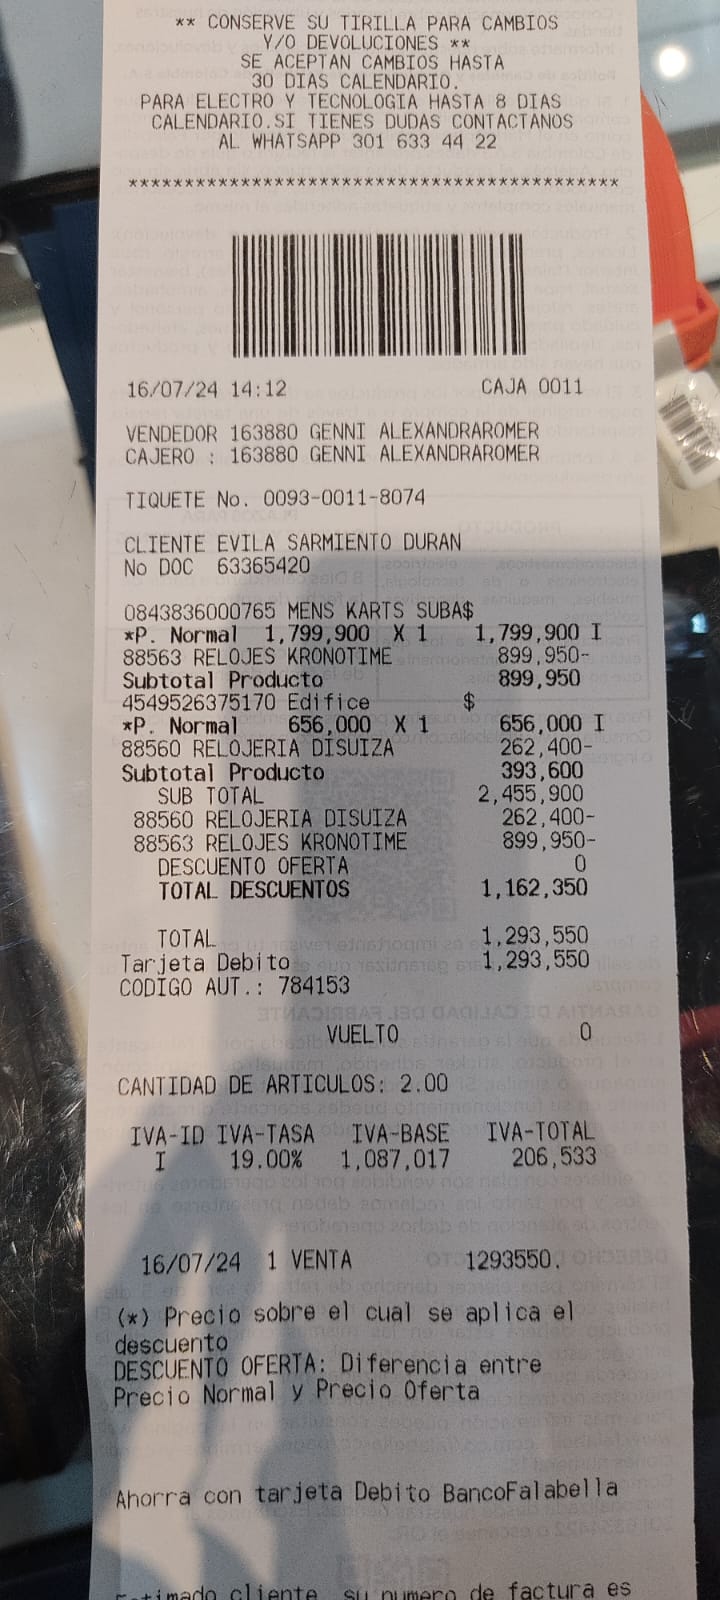 ** CONSERVE SU TIRILLA PARA CAMBIOS
Y/O DEVOLUCIONES **
SE ACEPTAN CAMBIOS HASTA
30 DIAS CALENDARIO.
PARA ELECTRO Y TECNOLOGIA HASTA 8 DIAS
CALENDARIO.SI TIENES DUDAS CONTACTANOS
AL WHATSAPP 301 633 44 22
*******************************************
16/07/24 14:12 CAJA 0011
VENDEDOR 163880 GENNI ALEXANDRAROMER
CAJERO : 163880 GENNI ALEXANDRAROMER
TIQUETE No. 0093-0011-8074
CLIENTE EVILA SARMIENTO DURAN
No DOC 63365420
0843836000765 MENS KARTS SUBA$
*P. Normal 1,799,900 X 1 1,799,900 I
88563 RELOJES KRONOTIME 899,950-
Subtotal Producto 899,950
4549526375170 Edifice $
*P. Normal 656,000 X 1 656,000 I
88560 RELOJERIA DISUIZA 262,400-
Subtotal Producto 393,600
SUB TOTAL 2,455,900
88560 RELOJERIA DISUIZA 262,400-
88563 RELOJES KRONOTIME 899,950-
DESCUENTO OFERTA 0
TOTAL DESCUENTOS 1,162,350
TOTAL 1,293,550
Tarjeta Debito 1,293,550
CODIGO AUT.: 784153
VUELTO 0
CANTIDAD DE ARTICULOS: 2.00
IVA-ID IVA-TASA IVA-BASE IVA-TOTAL
I 19.00% 1,087,017 206,533
16/07/24 1 VENTA 1293550.
(*) Precio sobre el cual se aplica el
descuento
DESCUENTO OFERTA: Diferencia entre
Precio Normal y Precio Oferta
Ahorra con tarjeta Debito BancoFalabella
Estimado cliente, su numero de factura es